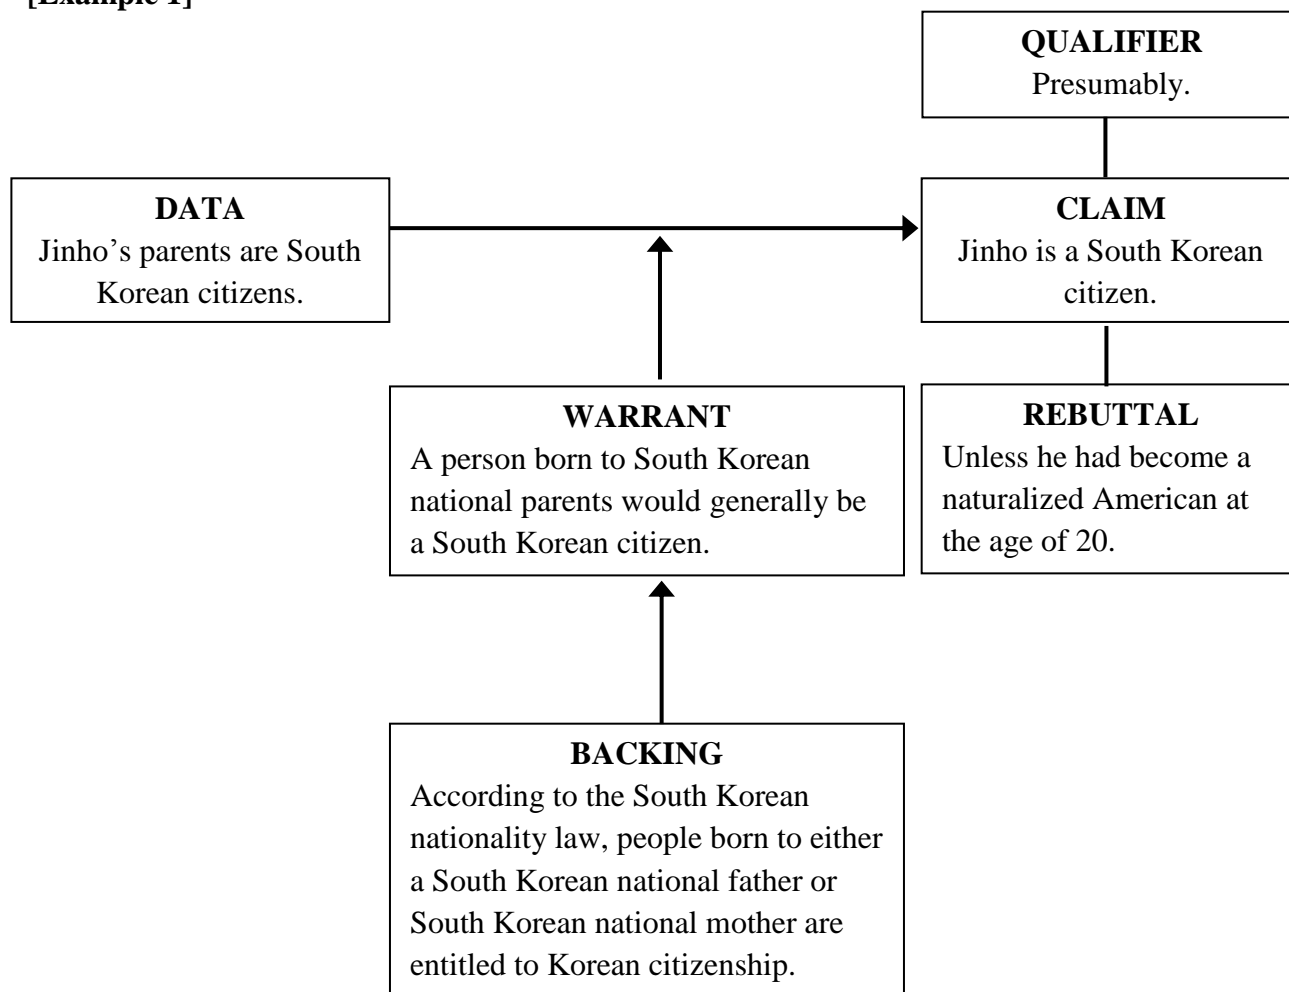 [Example 1]
QUALIFIER
Presumably.
DATA
Jinho’s parents are South
Korean citizens.
CLAIM
Jinho is a South Korean
citizen.
WARRANT
A person born to South Korean
national parents would generally be
a South Korean citizen.
REBUTTAL
Unless he had become a
naturalized American at
the age of 20.
BACKING
According to the South Korean
nationality law, people born to either
a South Korean national father or
South Korean national mother are
entitled to Korean citizenship.